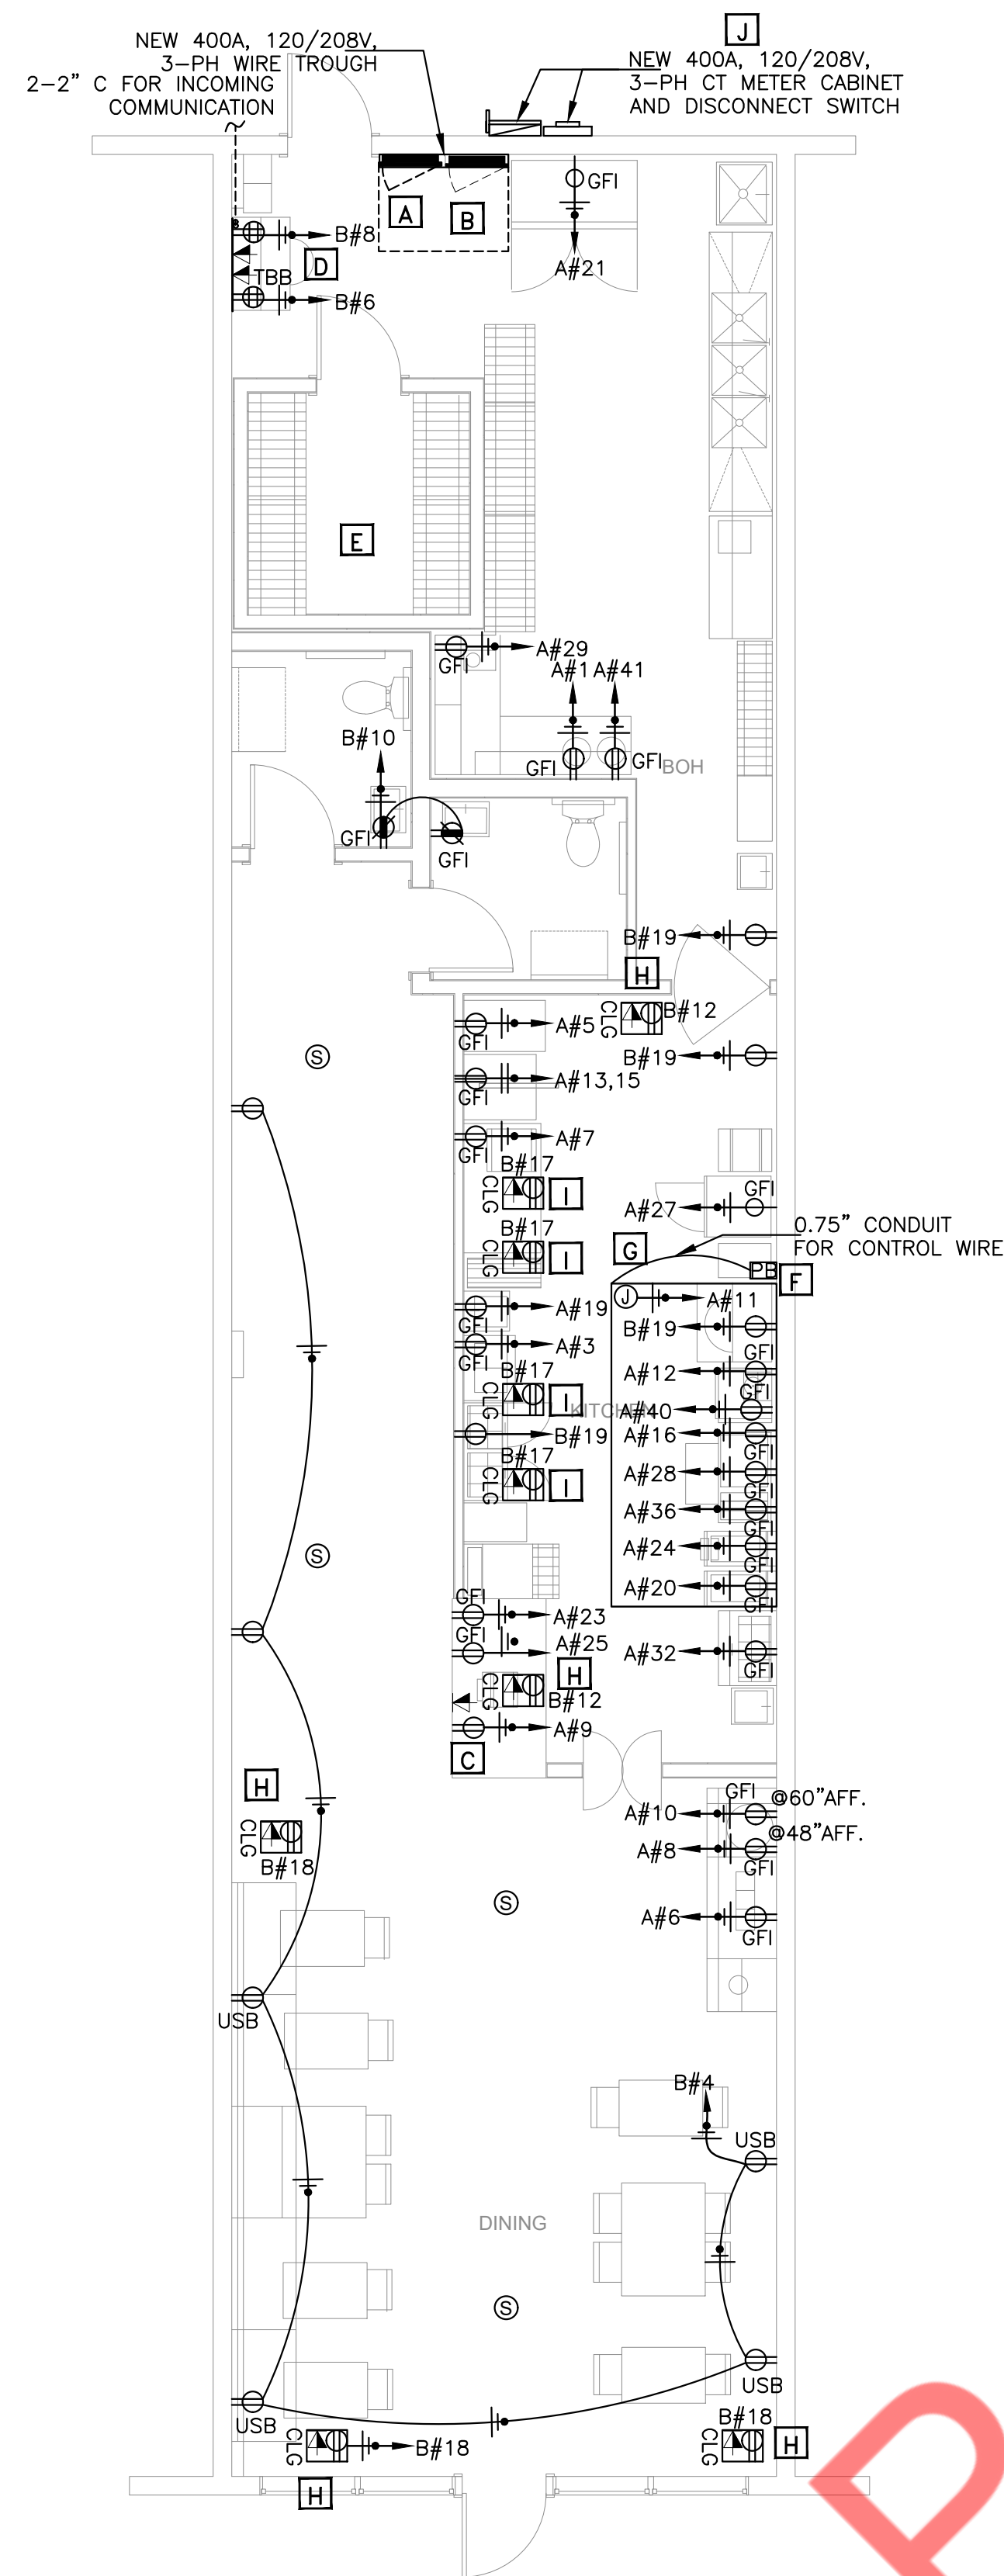 J
NEW 400A, 120/208V,
3-PH WIRE TROUGH
2-2" C FOR INCOMING
COMMUNICATION
NEW 400A, 120/208V,
3-PH CT METER CABINET
AND DISCONNECT SWITCH
GFI
A
B
B#8
D
TBB
B#6
A#21
E
A#29
GFI
A#1
A#41
GFI
GFI
BOH
B#10
GFI
GFI
B#19
H
CLG
B#12
A#5
GFI
B#19
S
A#13,15
GFI
A#7
GFI
B#17
CLG
I
GFI
A#27
B#17
CLG
I
0.75" CONDUIT
FOR CONTROL WIRE
G
PB
F
J
A#11
A#19
GFI
B#19
GFI
A#3
GFI
A#12
GFI
B#17
CLG
I
KITCHEN
A#40
A#16
GFI
B#19
B#17
CLG
I
A#28
GFI
A#36
GFI
A#24
GFI
S
A#20
GFI
GFI
A#23
GFI
A#25
A#32
GFI
H
CLG
B#12
A#9
C
H
CLG
B#18
GFI
@60"AFF.
A#10
@48"AFF.
A#8
GFI
S
A#6
GFI
USB
B#4
USB
DINING
S
USB
USB
CLG
B#18
H
B#18
CLG
H
P